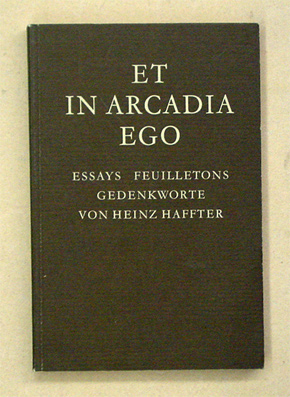 ET
IN ARCADIA
EGO
ESSAYS FEUILLETONS
GEDENKWORTE
VON HEINZ HAFFTER